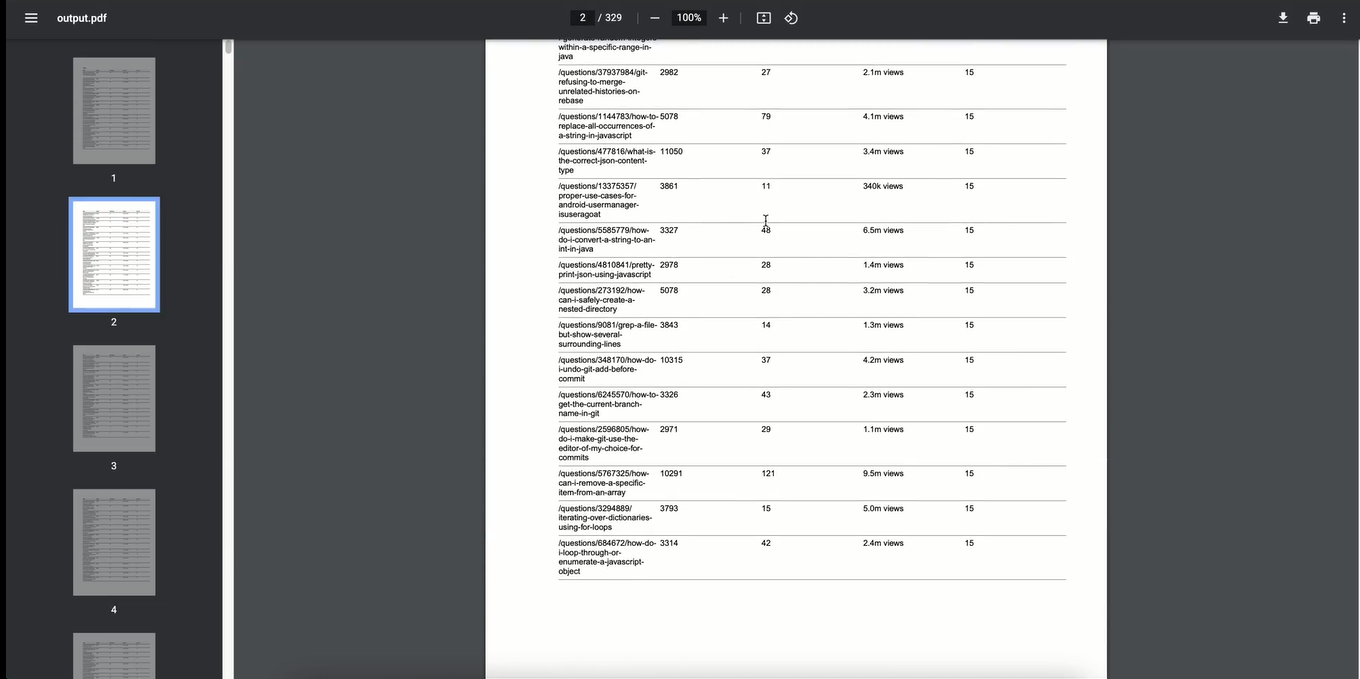 output.pdf
2 / 329
100%
within-a-specific-range-in-
java
/questions/37937984/git- 2982 27 2.1m views 15
refusing-to-merge-
unrelated-histories-on-
rebase
/questions/1144783/how-to- 5078 79 4.1m views 15
replace-all-occurrences-of-
a-string-in-javascript
/questions/477816/what-is- 11050 37 3.4m views 15
the-correct-json-content-
type
/questions/13375357/ 3861 11 340k views 15
proper-use-cases-for-
android-usermanager-
isuseragoat
/questions/5585779/how- 3327 48 6.5m views 15
do-i-convert-a-string-to-an-
int-in-java
/questions/4810841/pretty- 2978 28 1.4m views 15
print-json-using-javascript
/questions/273192/how- 5078 28 3.2m views 15
can-i-safely-create-a-
nested-directory
/questions/9081/grep-a-file- 3843 14 1.3m views 15
but-show-several-
surrounding-lines
/questions/348170/how-do- 10315 37 4.2m views 15
i-undo-git-add-before-
commit
/questions/6245570/how-to- 3326 43 2.3m views 15
get-the-current-branch-
name-in-git
/questions/2596805/how- 2971 29 1.1m views 15
do-i-make-git-use-the-
editor-of-my-choice-for-
commits
/questions/5767325/how- 10291 121 9.5m views 15
can-i-remove-a-specific-
item-from-an-array
/questions/3294889/ 3793 15 5.0m views 15
iterating-over-dictionaries-
using-for-loops
/questions/684672/how-do- 3314 42 2.4m views 15
i-loop-through-or-
enumerate-a-javascript-
object
1
2
3
4